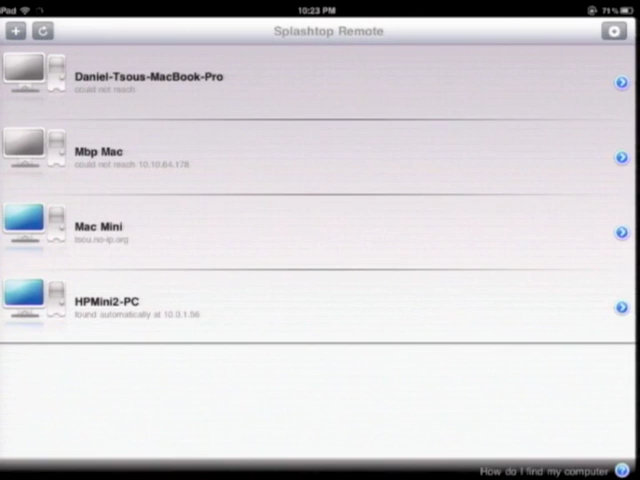 iPad 10:23 PM 71%
Splashtop Remote
Daniel-Tsous-MacBook-Pro
could not reach
Mbp Mac
could not reach 10.10.64.178
Mac Mini
tsou.no-ip.org
HPMini2-PC
found automatically at 10.0.1.56
How do I find my computer
?